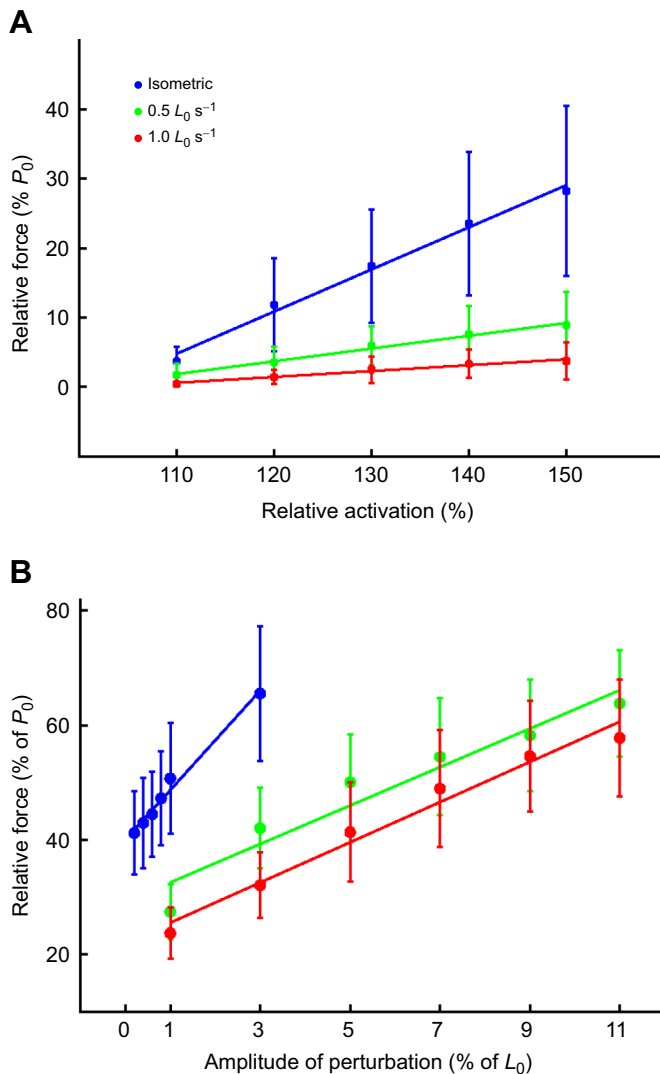 A
Isometric
0.5 L₀ s⁻¹
1.0 L₀ s⁻¹
Relative force (% P₀)
40
30
20
10
0
110 120 130 140 150
Relative activation (%)
B
Relative force (% of P₀)
80
60
40
20
0 1 3 5 7 9 11
Amplitude of perturbation (% of L₀)